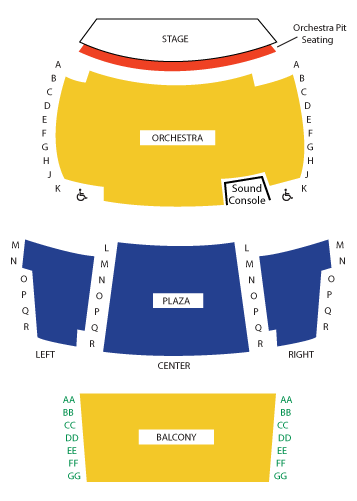 STAGE
Orchestra Pit
Seating
A A
B B
C C
D D
E E
F F
G G
H H
J J
K K
ORCHESTRA
Sound
Console
M L L M
N M M N
O N N O
P O O P
Q P P Q
R Q Q R
R R
PLAZA
LEFT
RIGHT
CENTER
AA AA
BB BB
CC CC
DD DD
EE EE
FF FF
GG GG
BALCONY